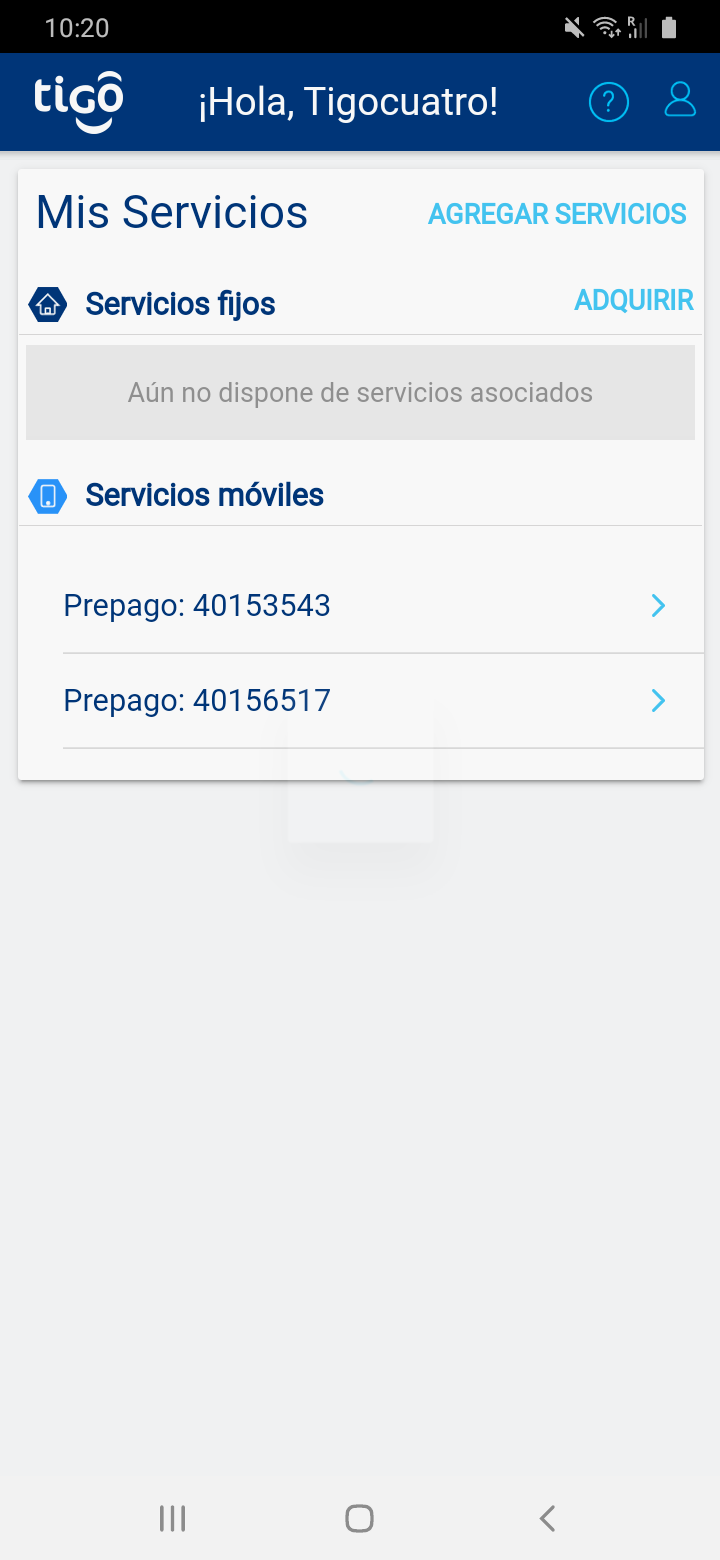 10:20
R
tigo
¡Hola, Tigocuatro!
?
Mis Servicios
AGREGAR SERVICIOS
Servicios fijos
ADQUIRIR
Aún no dispone de servicios asociados
Servicios móviles
Prepago: 40153543
Prepago: 40156517